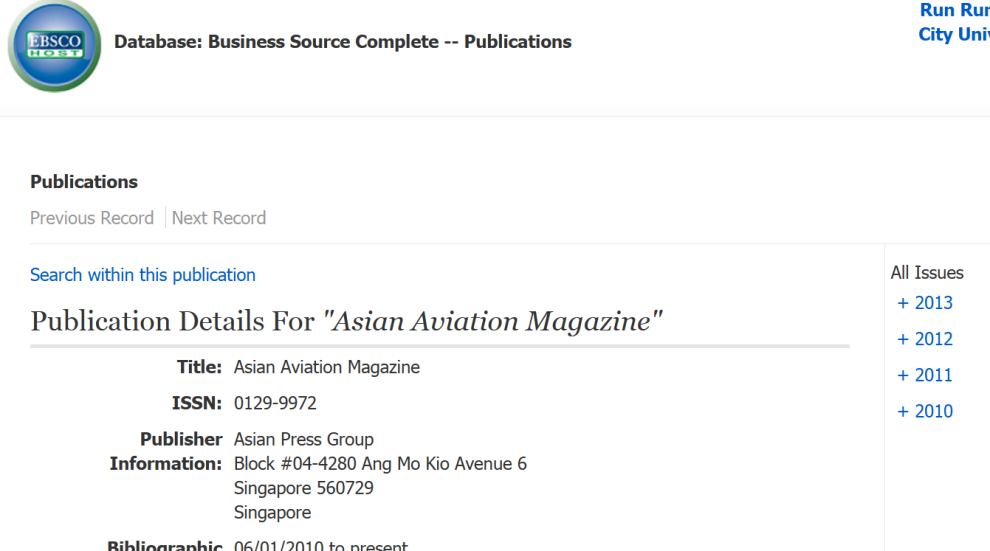 Run Run
City Univ
EBSCO
HOST
Database: Business Source Complete -- Publications
Publications
Previous Record | Next Record
Search within this publication
All Issues
+ 2013
+ 2012
+ 2011
+ 2010
Publication Details For "Asian Aviation Magazine"
Title: Asian Aviation Magazine
ISSN: 0129-9972
Publisher Information: Asian Press Group
Block #04-4280 Ang Mo Kio Avenue 6
Singapore 560729
Singapore
Bibliographic 06/01/2010 to present